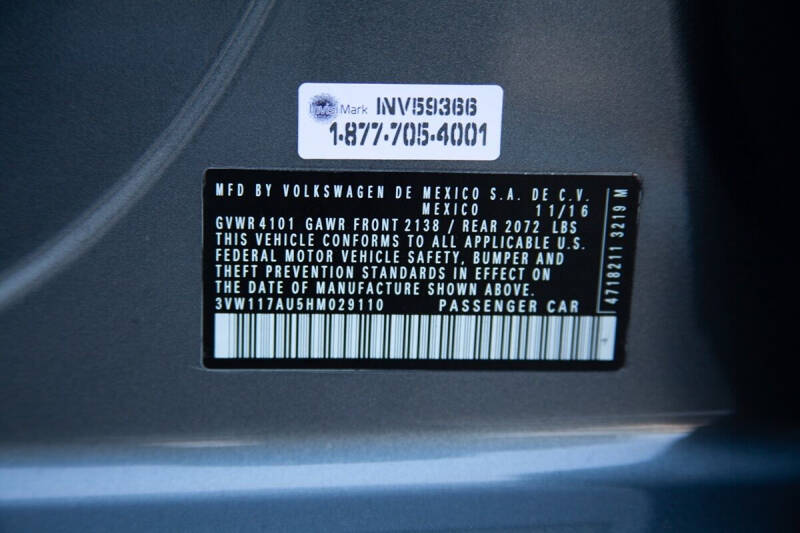 IMS Mark INV59366
1-877-705-4001
MFD BY VOLKSWAGEN DE MEXICO S.A. DE C.V.
MEXICO 11/16
GVWR 4101 GAWR FRONT 2138 / REAR 2072 LBS
THIS VEHICLE CONFORMS TO ALL APPLICABLE U.S.
FEDERAL MOTOR VEHICLE SAFETY, BUMPER AND
THEFT PREVENTION STANDARDS IN EFFECT ON
THE DATE OF MANUFACTURE SHOWN ABOVE.
3VW117AU5HM029110 PASSENGER CAR
4718211 3219 M